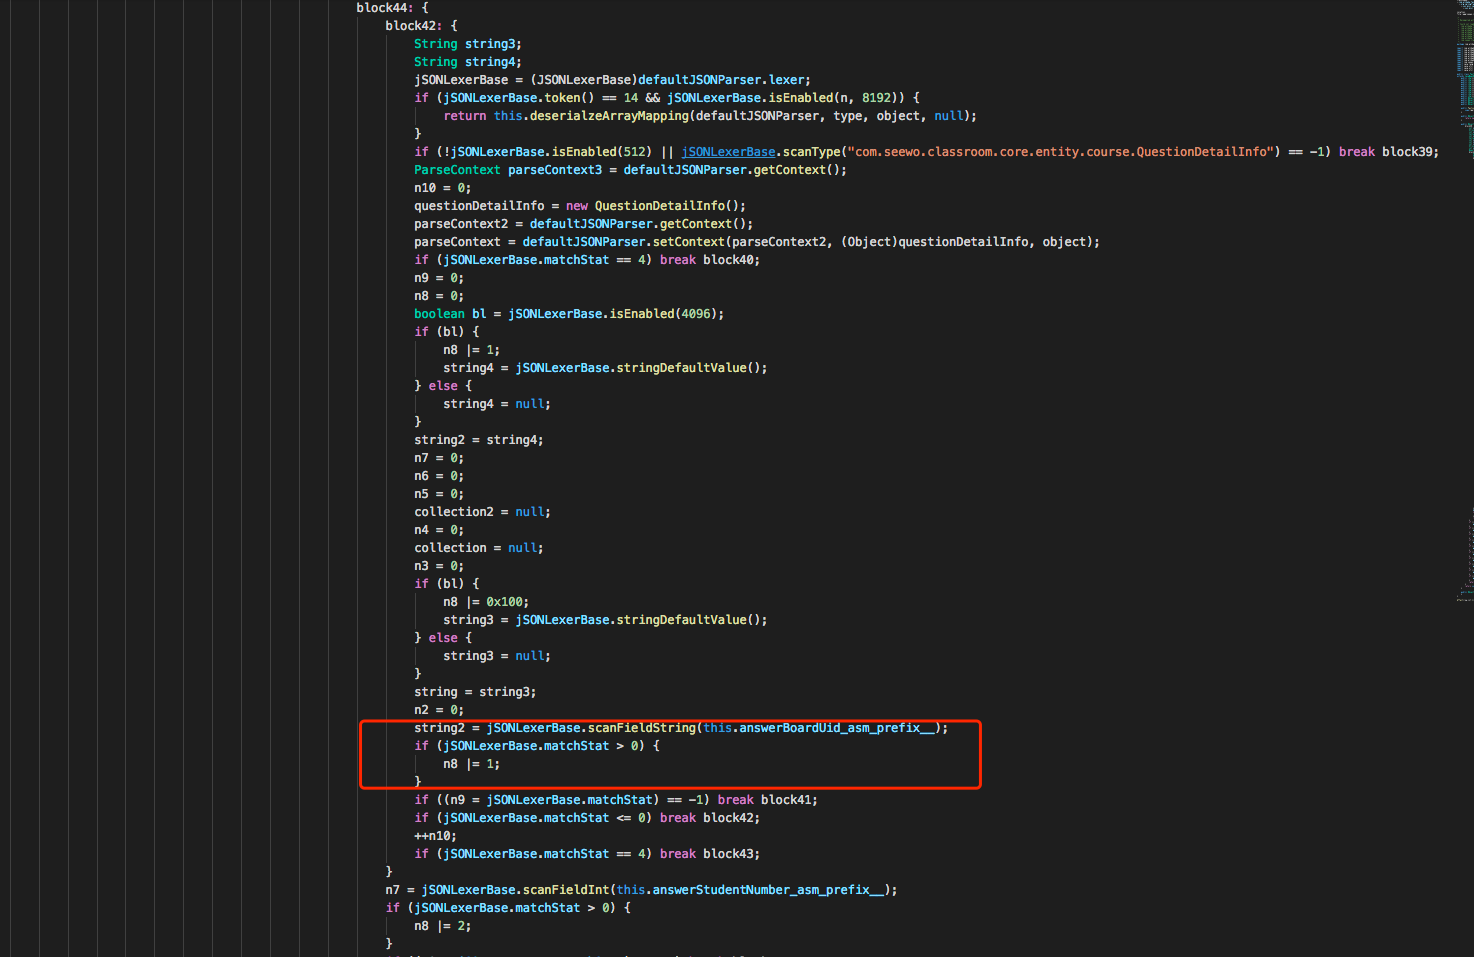 block44: {
block42: {
String string3;
String string4;
jSONLexerBase = (JSONLexerBase)defaultJSONParser.lexer;
if (jSONLexerBase.token() == 14 && jSONLexerBase.isEnabled(n, 8192)) {
return this.deserialzeArrayMapping(defaultJSONParser, type, object, null);
}
if (!jSONLexerBase.isEnabled(512) || jSONLexerBase.scanType("com.seewo.classroom.core.entity.course.QuestionDetailInfo") == -1) break block39;
ParseContext parseContext3 = defaultJSONParser.getContext();
n10 = 0;
questionDetailInfo = new QuestionDetailInfo();
parseContext2 = defaultJSONParser.getContext();
parseContext = defaultJSONParser.setContext(parseContext2, (Object)questionDetailInfo, object);
if (jSONLexerBase.matchStat == 4) break block40;
n9 = 0;
n8 = 0;
boolean bl = jSONLexerBase.isEnabled(4096);
if (bl) {
n8 |= 1;
string4 = jSONLexerBase.stringDefaultValue();
} else {
string4 = null;
}
string2 = string4;
n7 = 0;
n6 = 0;
n5 = 0;
collection2 = null;
n4 = 0;
collection = null;
n3 = 0;
if (bl) {
n8 |= 0x100;
string3 = jSONLexerBase.stringDefaultValue();
} else {
string3 = null;
}
string = string3;
n2 = 0;
string2 = jSONLexerBase.scanFieldString(this.answerBoardUid_asm_prefix__);
if (jSONLexerBase.matchStat > 0) {
n8 |= 1;
}
if ((n9 = jSONLexerBase.matchStat) == -1) break block41;
if (jSONLexerBase.matchStat <= 0) break block42;
++n10;
if (jSONLexerBase.matchStat == 4) break block43;
}
n7 = jSONLexerBase.scanFieldInt(this.answerStudentNumber_asm_prefix__);
if (jSONLexerBase.matchStat > 0) {
n8 |= 2;
}